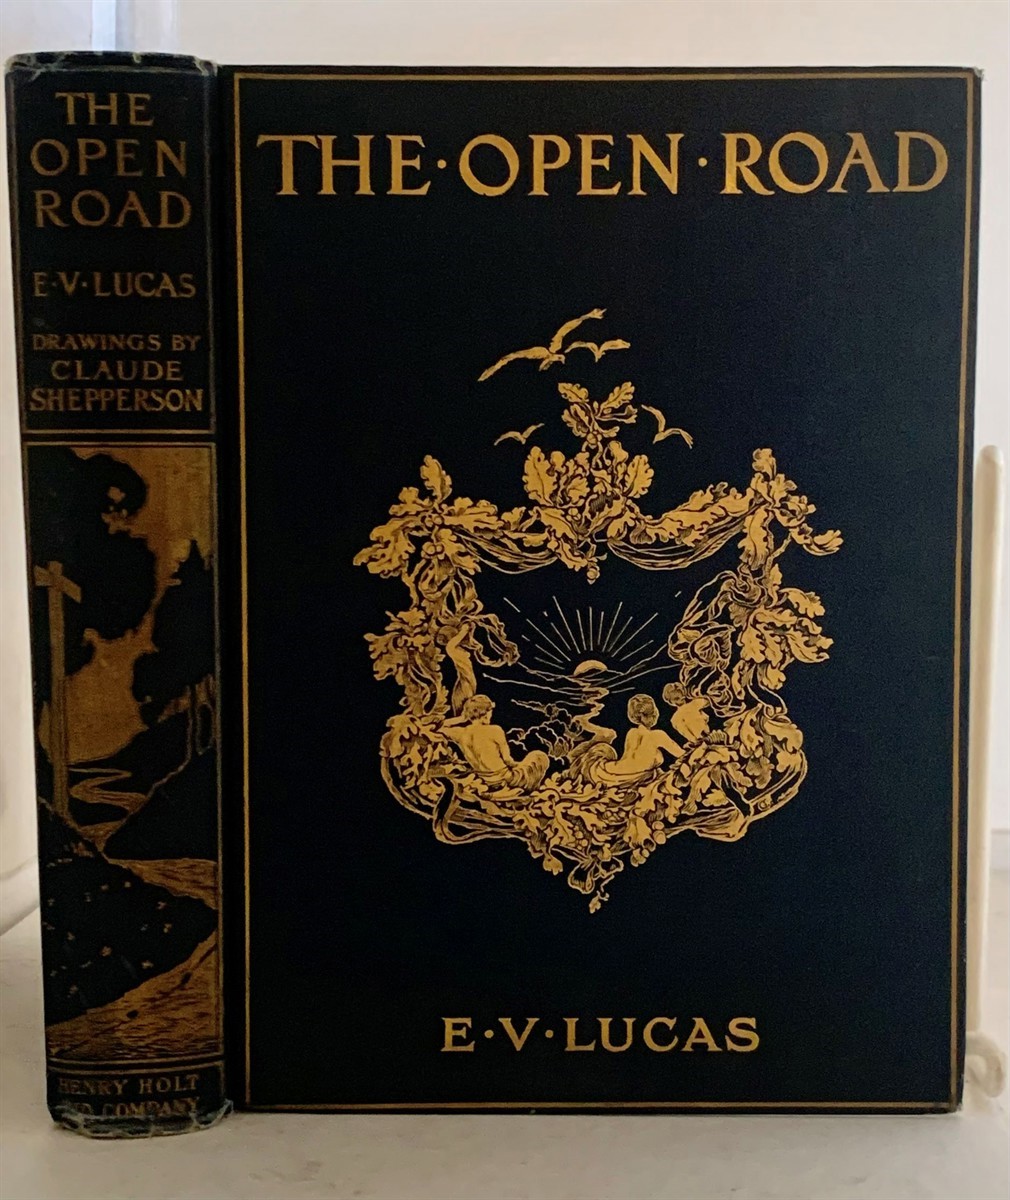 THE
OPEN
ROAD
E·V·LUCAS
DRAWINGS BY
CLAUDE
SHEPPERSON
HENRY HOLT
AND COMPANY
THE·OPEN·ROAD
E·V·LUCAS